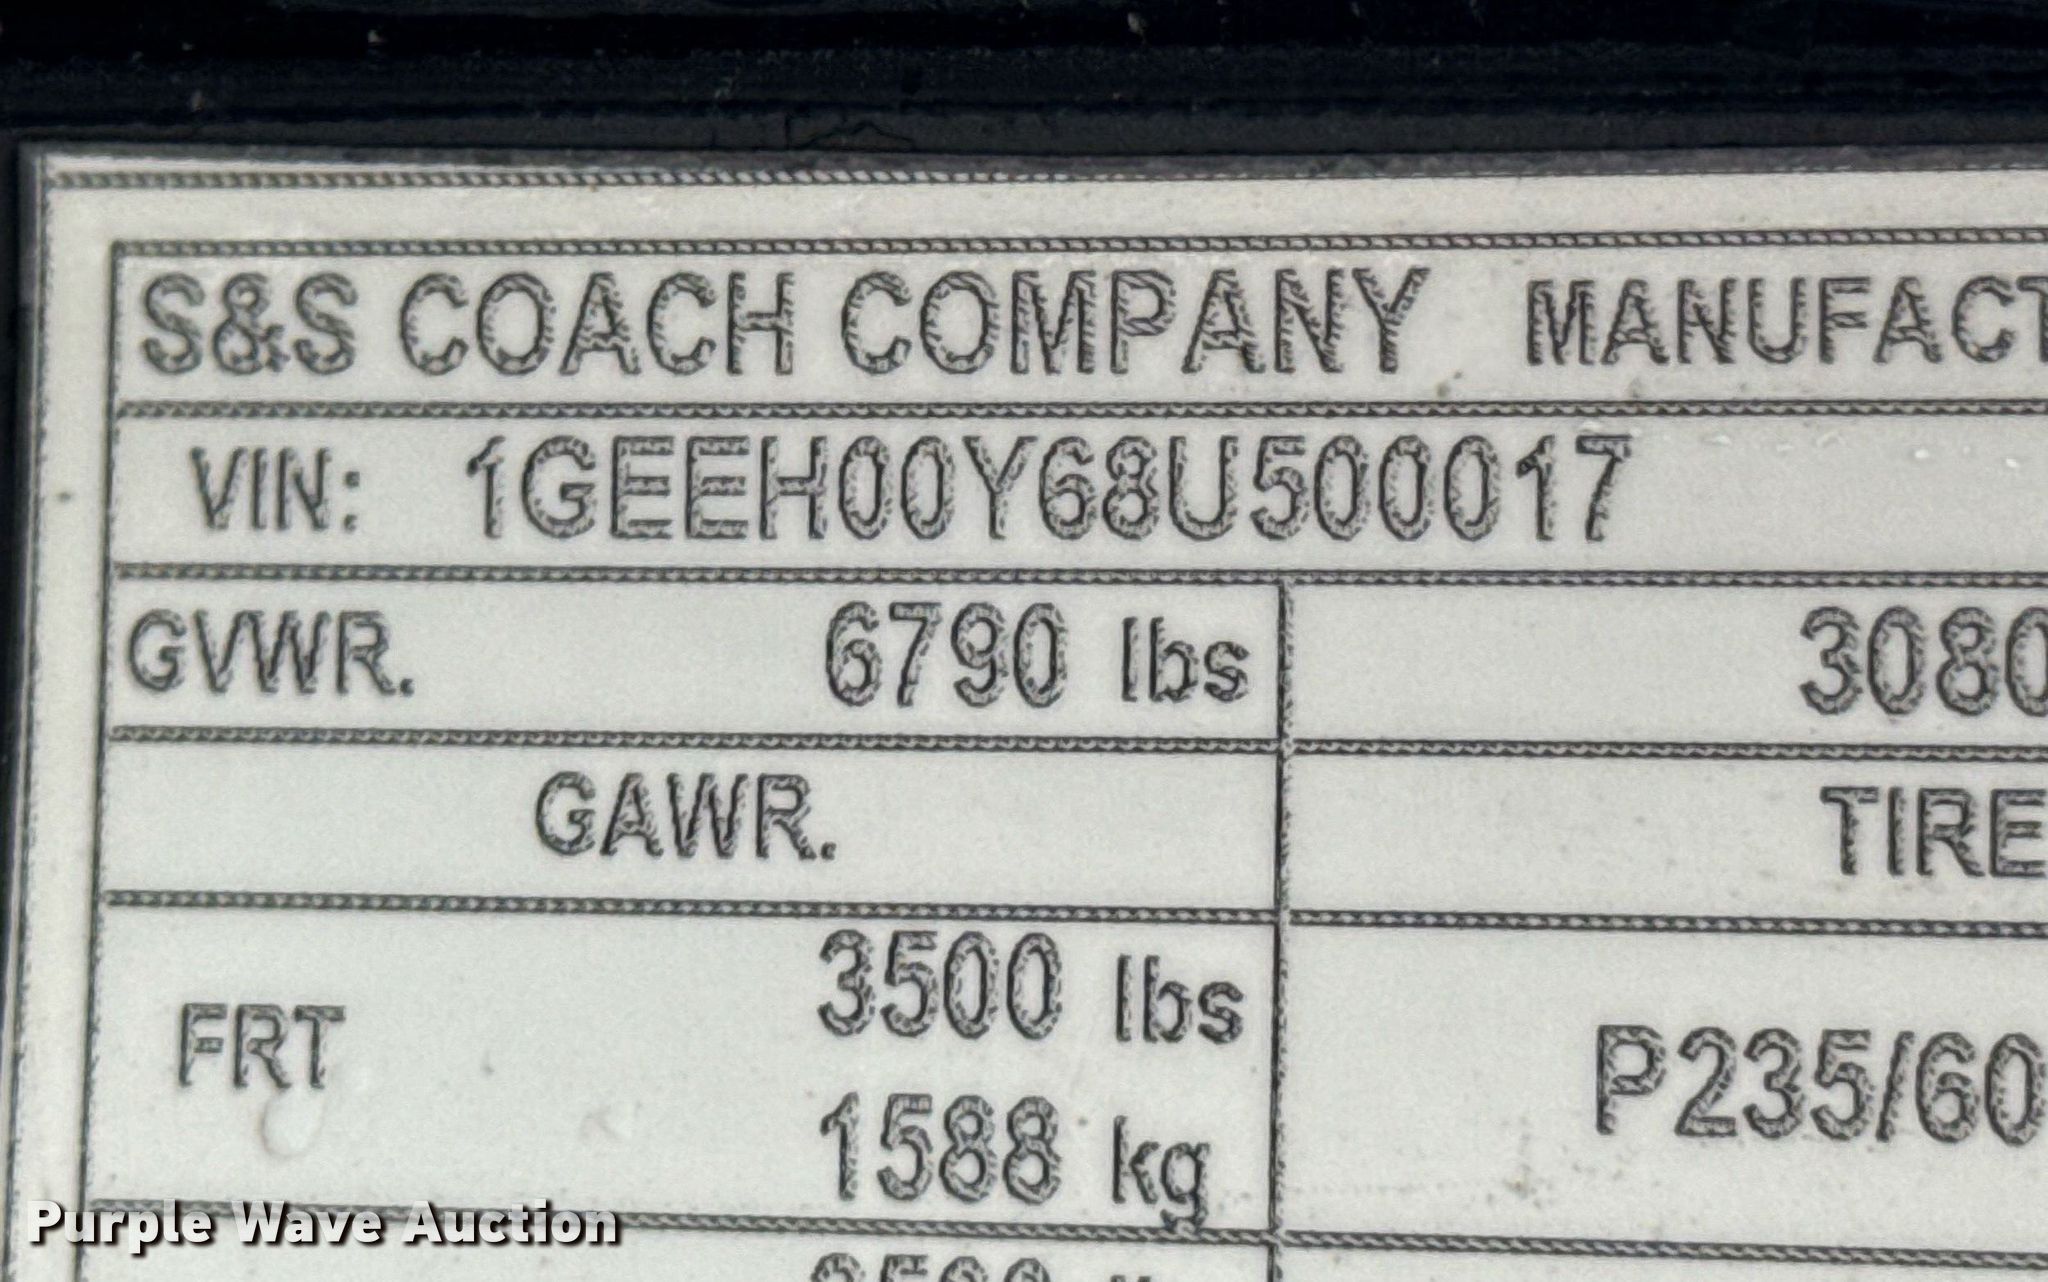 S&S COACH COMPANY MANUFACT
VIN: 1GEEH00Y68U500017
GVWR. 6790 lbs 3080
GAWR. TIRE
FRT 3500 lbs
1588 kg P235/60
Purple Wave Auction